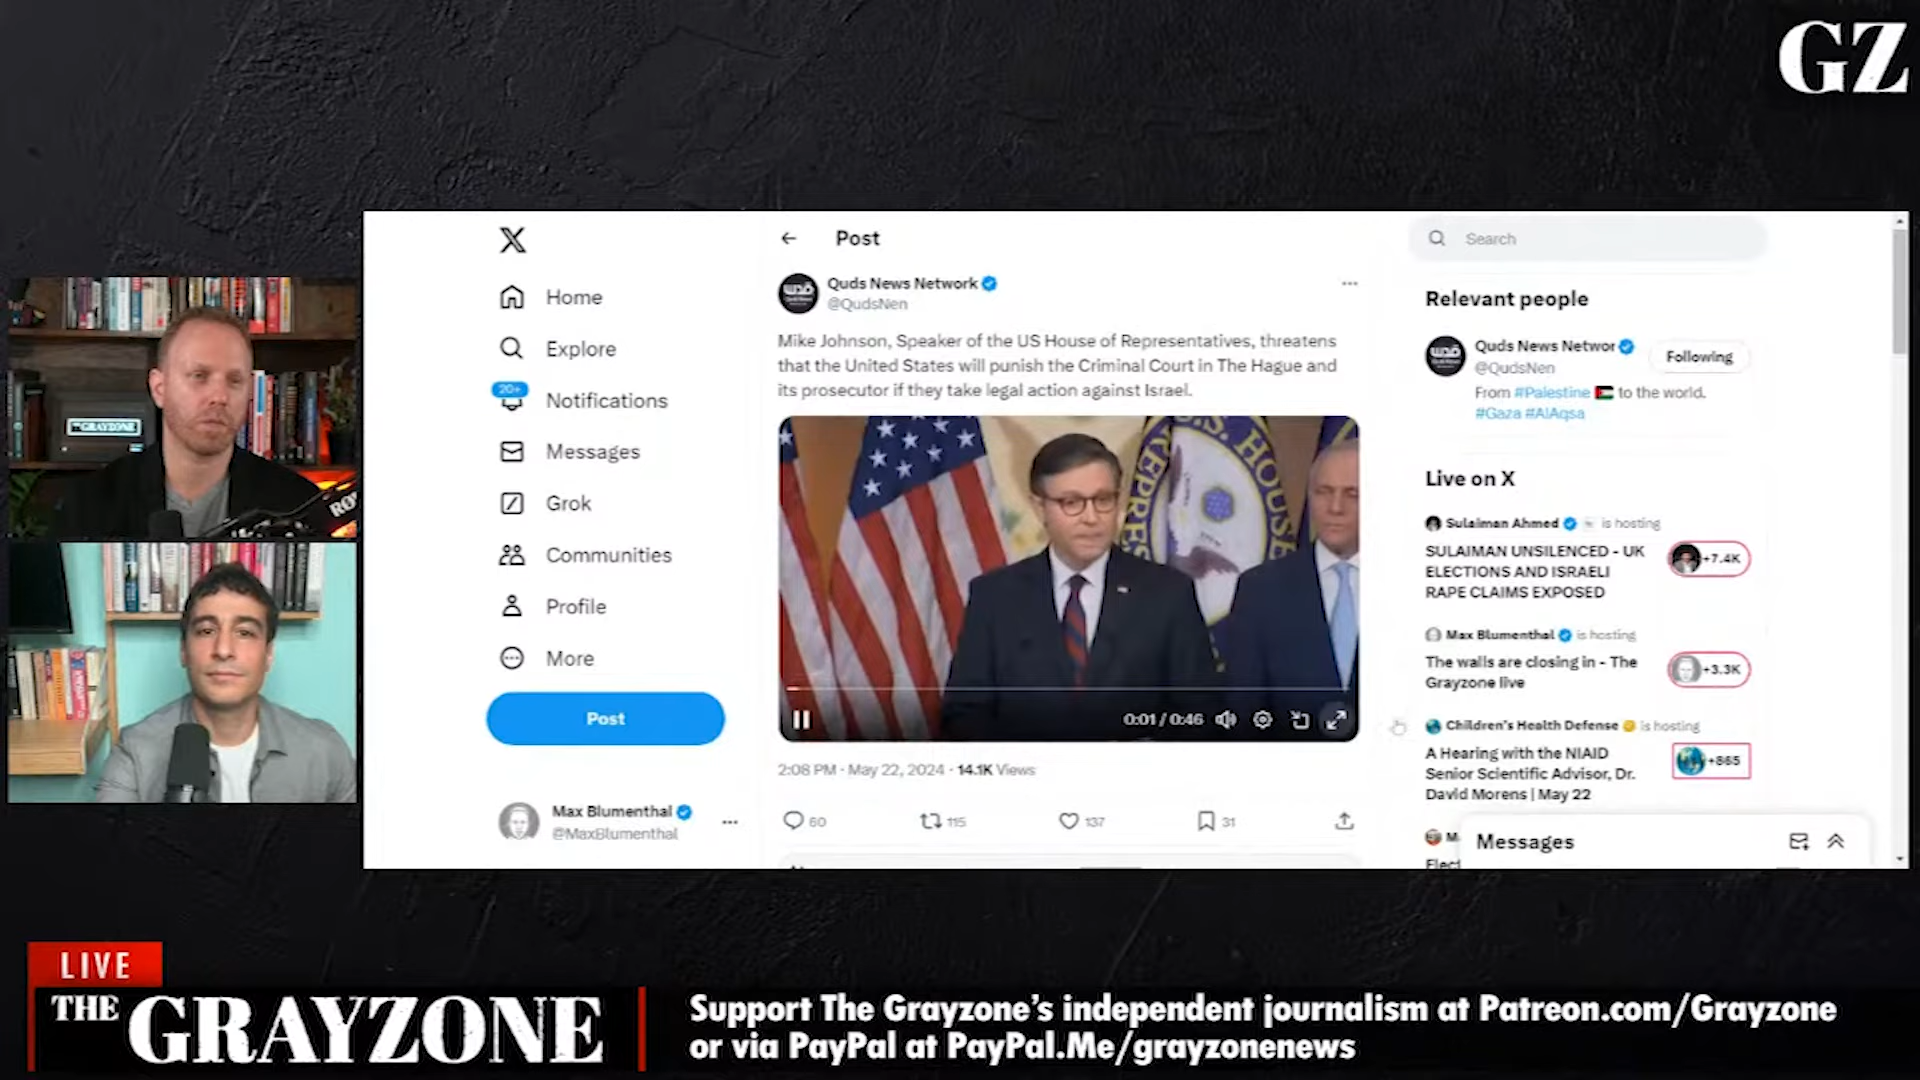 GZ
Home
Explore
20+
Notifications
Messages
Grok
Communities
Profile
More
Post
Max Blumenthal
@MaxBlumenthal
Post
Quds News Network
@QudsNen
Mike Johnson, Speaker of the US House of Representatives, threatens
that the United States will punish the Criminal Court in The Hague and
its prosecutor if they take legal action against Israel.
U.S. HOUSE
REPRES
0:01 / 0:46
2:08 PM · May 22, 2024 · 14.1K Views
60
115
137
31
Search
Relevant people
Quds News Networ
@QudsNen
Following
From #Palestine to the world.
#Gaza #AlAqsa
Live on X
Sulaiman Ahmed is hosting
SULAIMAN UNSILENCED - UK
ELECTIONS AND ISRAELI
RAPE CLAIMS EXPOSED
+7.4K
Max Blumenthal is hosting
The walls are closing in - The
Grayzone live
+3.3K
Children's Health Defense is hosting
A Hearing with the NIAID
Senior Scientific Advisor, Dr.
David Morens | May 22
+865
Messages
THE GRAYZONE
LIVE
THE GRAYZONE
Support The Grayzone's independent journalism at Patreon.com/Grayzone
or via PayPal at PayPal.Me/grayzonenews